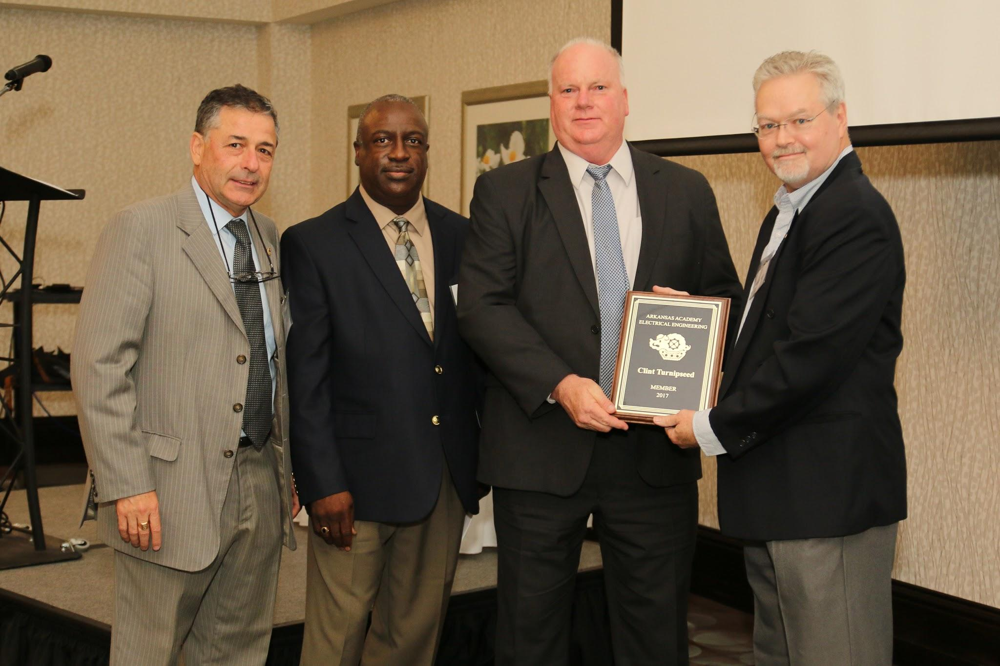 ARKANSAS ACADEMY
ELECTRICAL ENGINEERING
Clint Turnipseed
MEMBER
2017